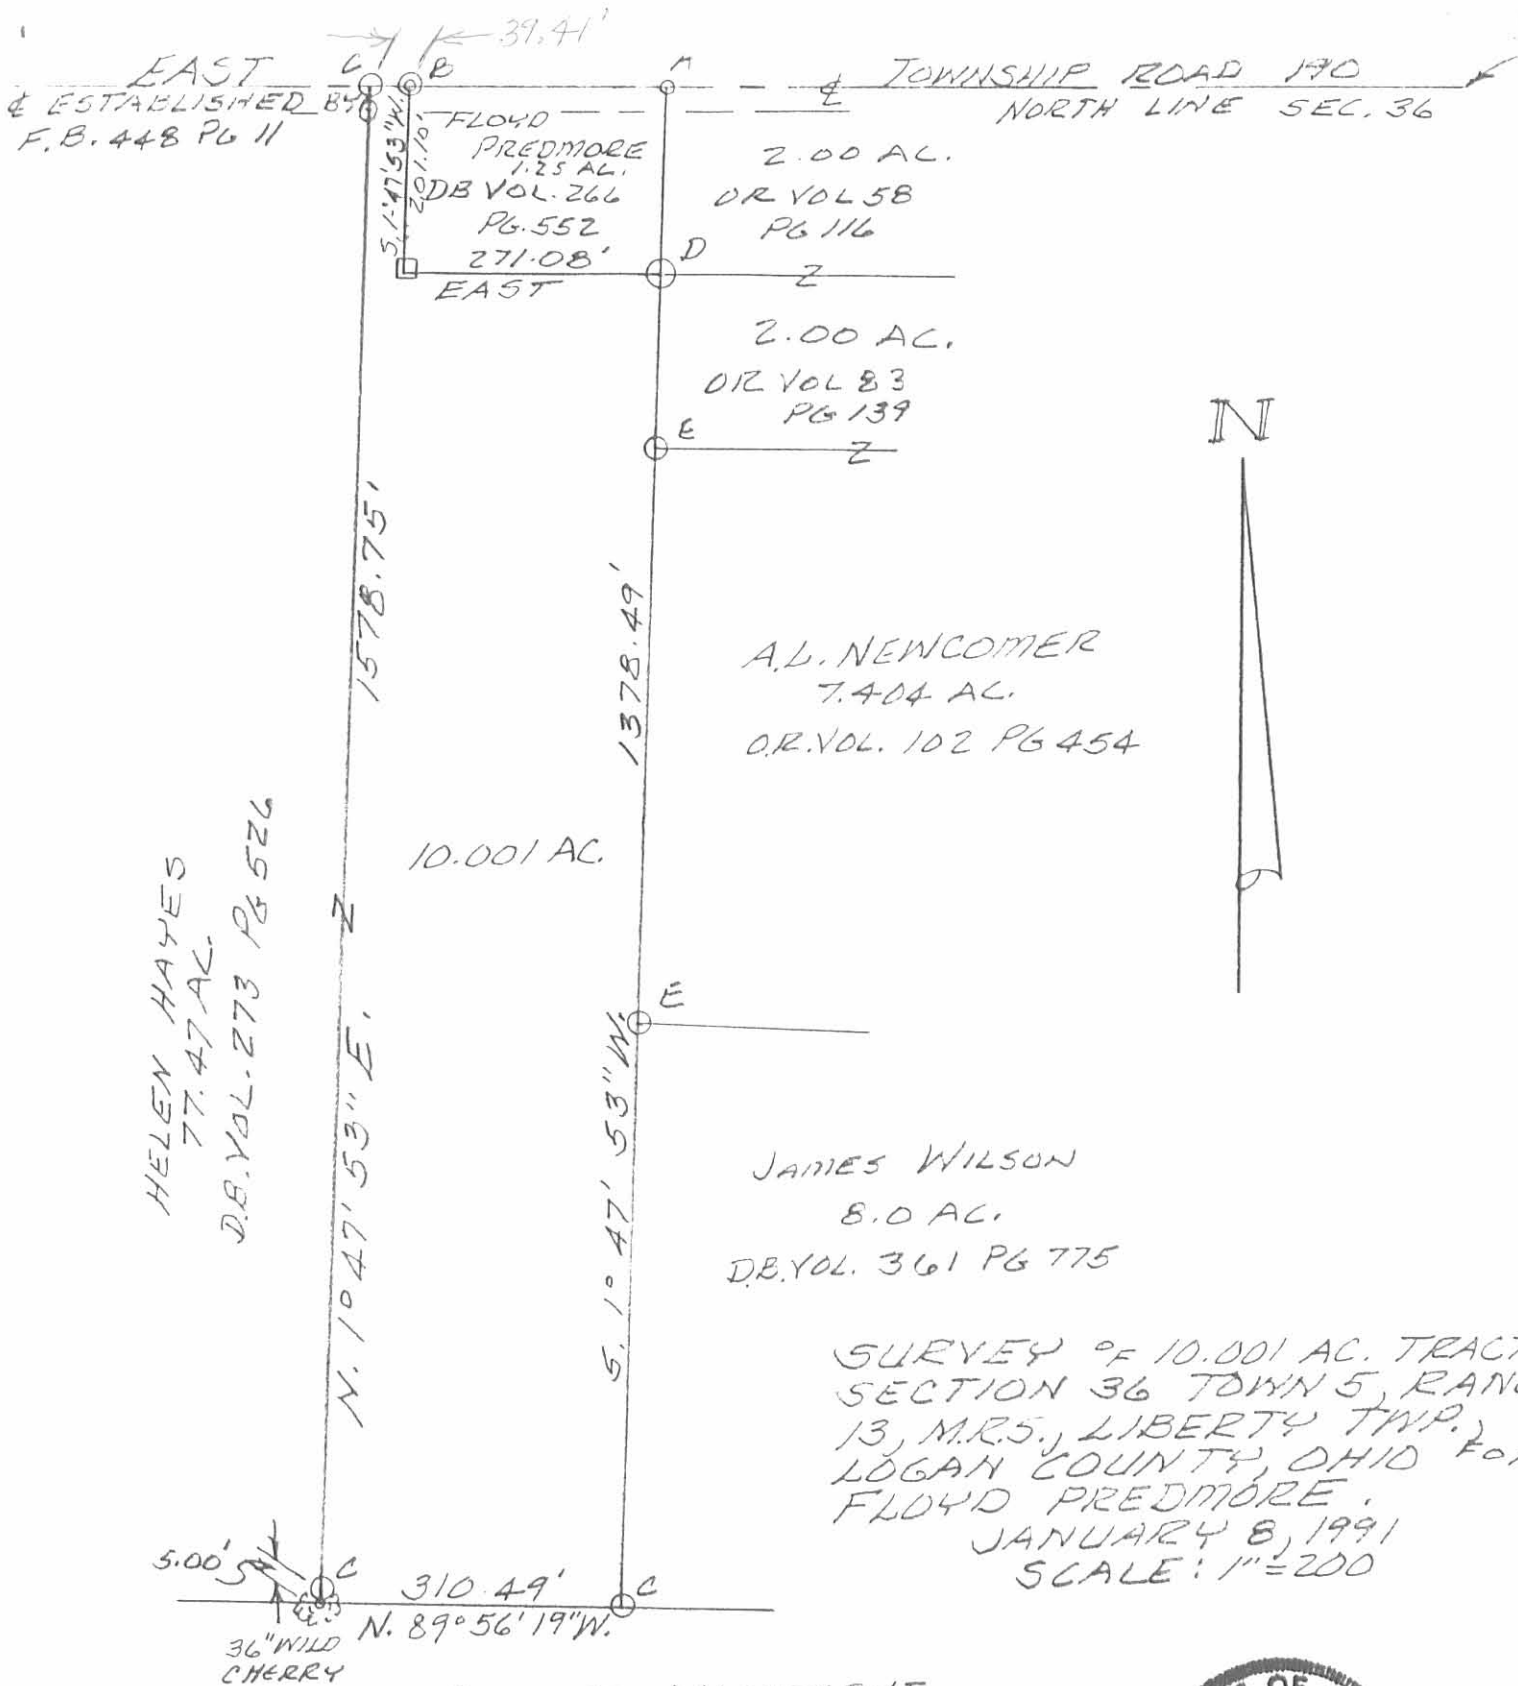 39.41'
EAST
C
B
A
₵ TOWNSHIP ROAD 190
₵ ESTABLISHED BY
NORTH LINE SEC. 36
F.B. 448 PG 11
S. 1°47'53"W.
201.10'
FLOYD
PREDMORE
1.25 AC.
DB VOL. 266
PG. 552
271.08'
EAST
2.00 AC.
OR VOL 58
PG 116
D
Z
2.00 AC.
OR VOL 83
PG 139
E
Z
N
1578.75'
1378.49'
A.L. NEWCOMER
7.404 AC.
O.R. VOL. 102 PG 454
10.001 AC.
HELEN HAYES
77.47 AC.
D.B. VOL. 273 PG 526
Z
N. 1° 47' 53" E.
E
S. 1° 47' 53" W.
JAMES WILSON
8.0 AC.
D.B. VOL. 361 PG 775
SURVEY OF 10.001 AC. TRACT
SECTION 36 TOWN 5, RANG
13, M.R.S., LIBERTY TWP.,
LOGAN COUNTY, OHIO FOR
FLOYD PREDMORE.
JANUARY 8, 1991
SCALE: 1"=200
5.00'
C
310.49'
C
N. 89° 56' 19" W.
36" WILD
CHERRY
OF